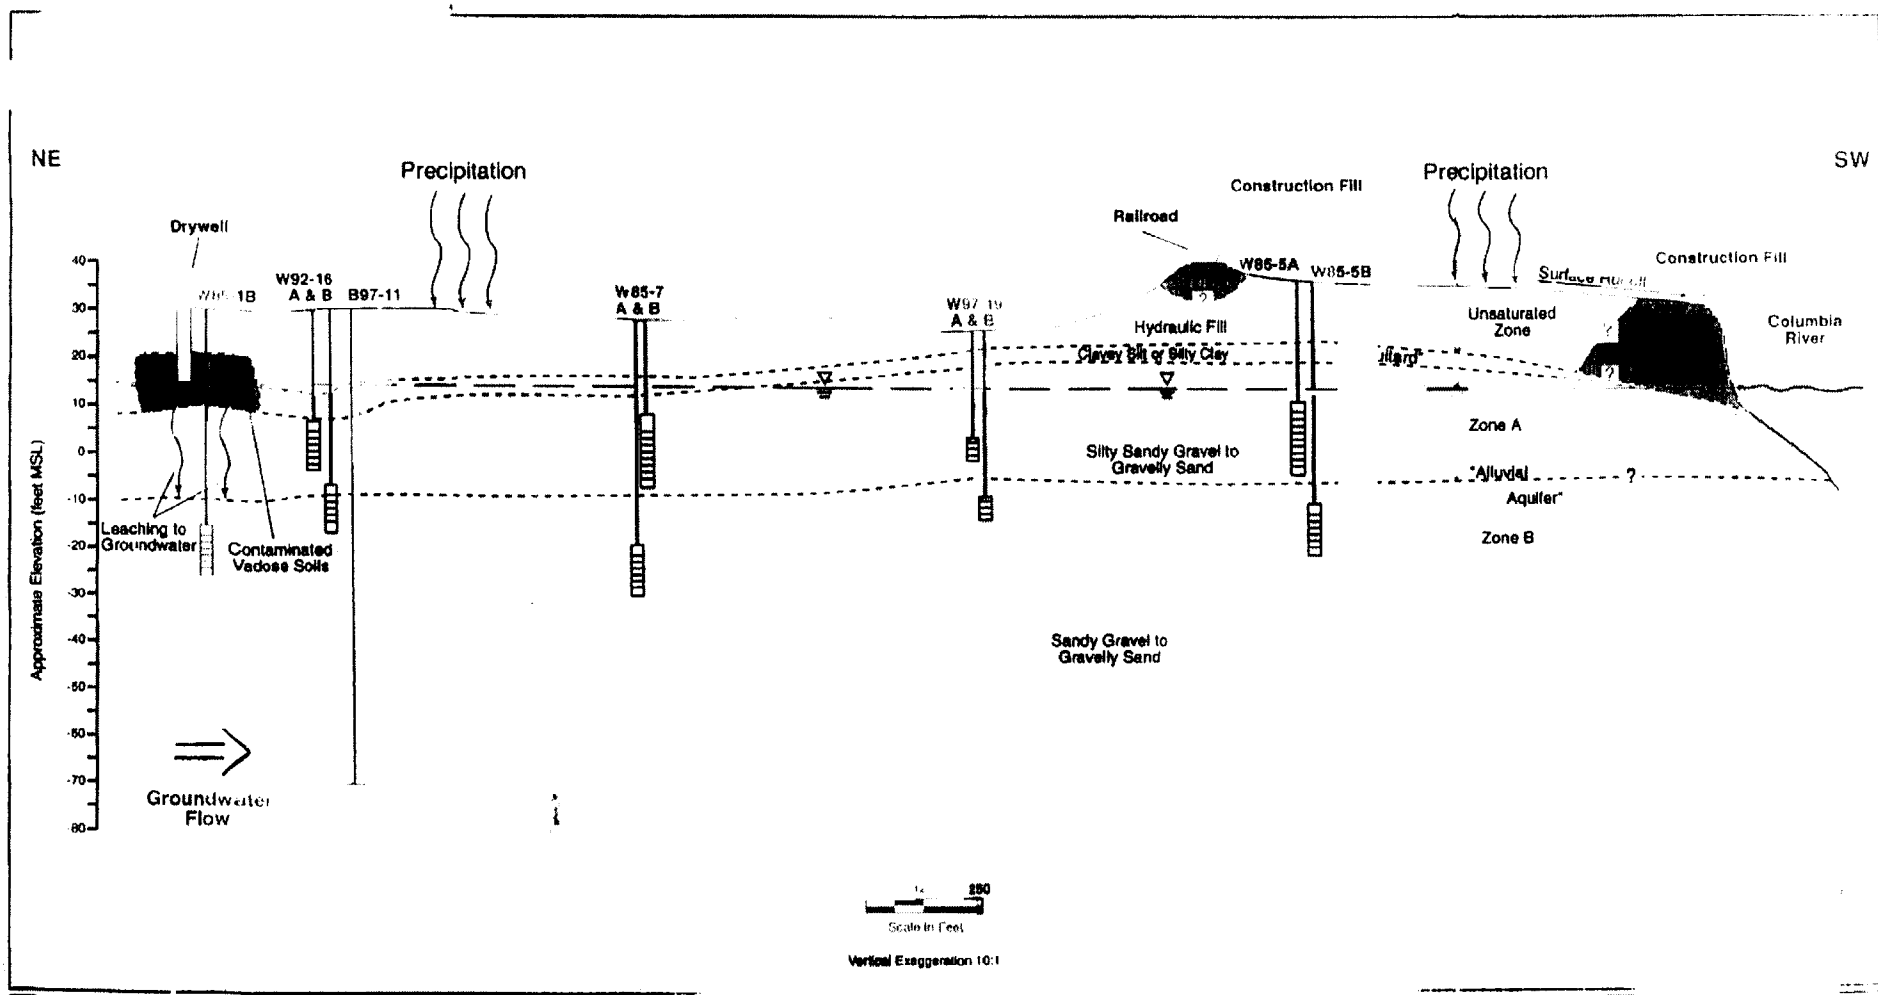 NE
SW
Precipitation
Precipitation
Construction Fill
Drywell
Railroad
Construction Fill
W92-16
A & B
B97-11
W85-7
A & B
W97-19
A & B
W85-5A
W85-5B
Surface Runoff
Unsaturated
Zone
Columbia
River
Hydraulic Fill
Clayey Silt or Silty Clay
?
?
?
40
30
20
10
0
-10
-20
-30
-40
-50
-60
-70
-80
Approximate Elevation (feet MSL)
Zone A
Silty Sandy Gravel to
Gravelly Sand
"Alluvial
Aquifer"
?
Zone B
Leaching to
Groundwater
Contaminated
Vadose Soils
Sandy Gravel to
Gravelly Sand
Groundwater
Flow
250
Scale in Feet
Vertical Exaggeration 10:1